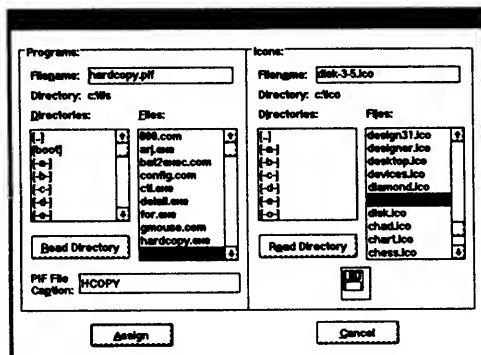 Programs:
Filename: hardcopy.pif
Directory: c:\lis
Directories:
Files:
[..]
[boot]
[-a-]
[-b-]
[-c-]
[-d-]
[-e-]
888.com
arj.exe
bat2exec.com
config.com
ctl.exe
delall.exe
for.exe
gmouse.com
hardcopy.exe
Read Directory
PIF File
Caption: HCOPY
Icons:
Filename: disk-3-5.ico
Directory: c:\ico
Directories:
Files:
[..]
[-a-]
[-b-]
[-c-]
[-d-]
[-e-]
[-o-]
design31.ico
designer.ico
desktop.ico
devices.ico
diamond.ico
disk.ico
chad.ico
chart.ico
chess.ico
Read Directory
Assign
Cancel